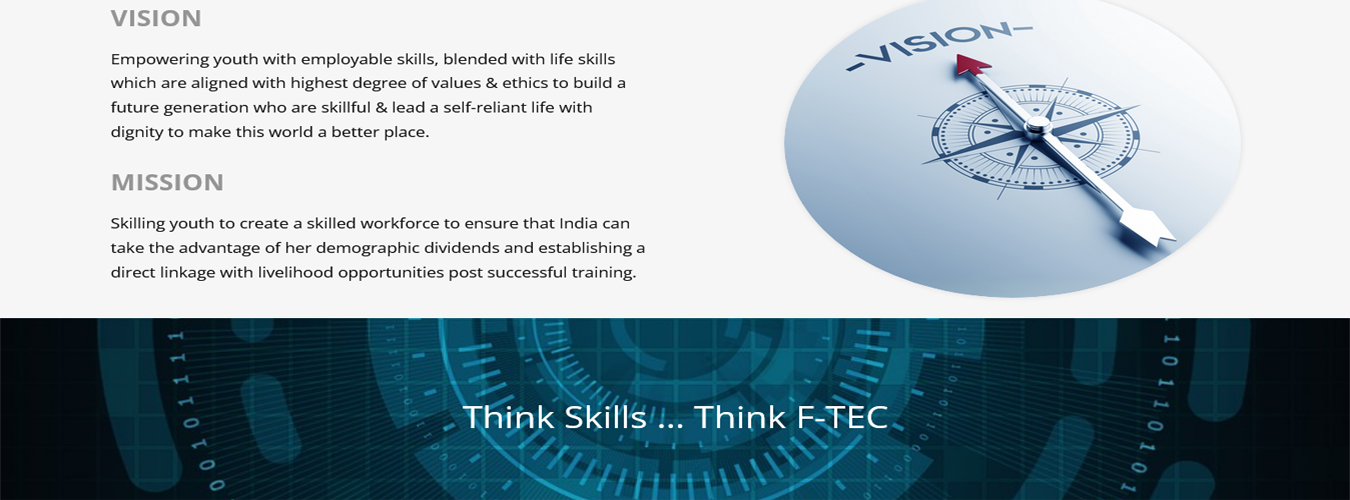 VISION
Empowering youth with employable skills, blended with life skills
which are aligned with highest degree of values & ethics to build a
future generation who are skillful & lead a self-reliant life with
dignity to make this world a better place.
MISSION
Skilling youth to create a skilled workforce to ensure that India can
take the advantage of her demographic dividends and establishing a
direct linkage with livelihood opportunities post successful training.
-VISION-
Think Skills ... Think F-TEC